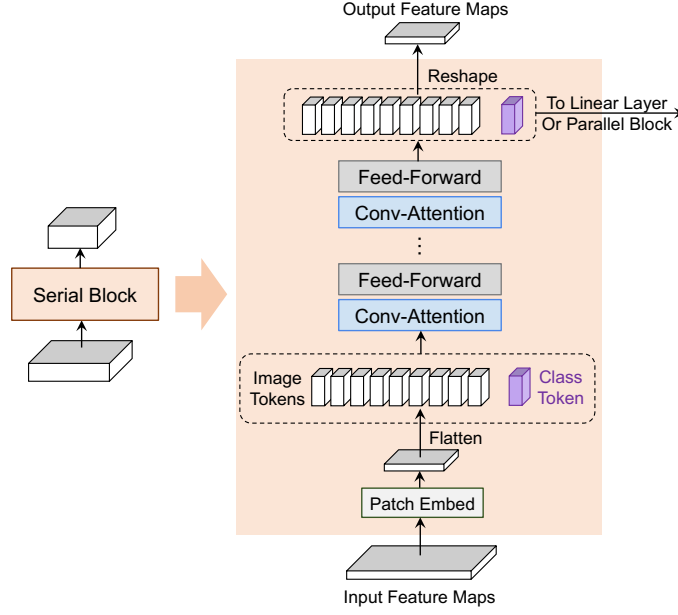 Output Feature Maps
Reshape
To Linear Layer
Or Parallel Block
Feed-Forward
Conv-Attention
Feed-Forward
Conv-Attention
Serial Block
Image
Tokens
Class
Token
Flatten
Patch Embed
Input Feature Maps